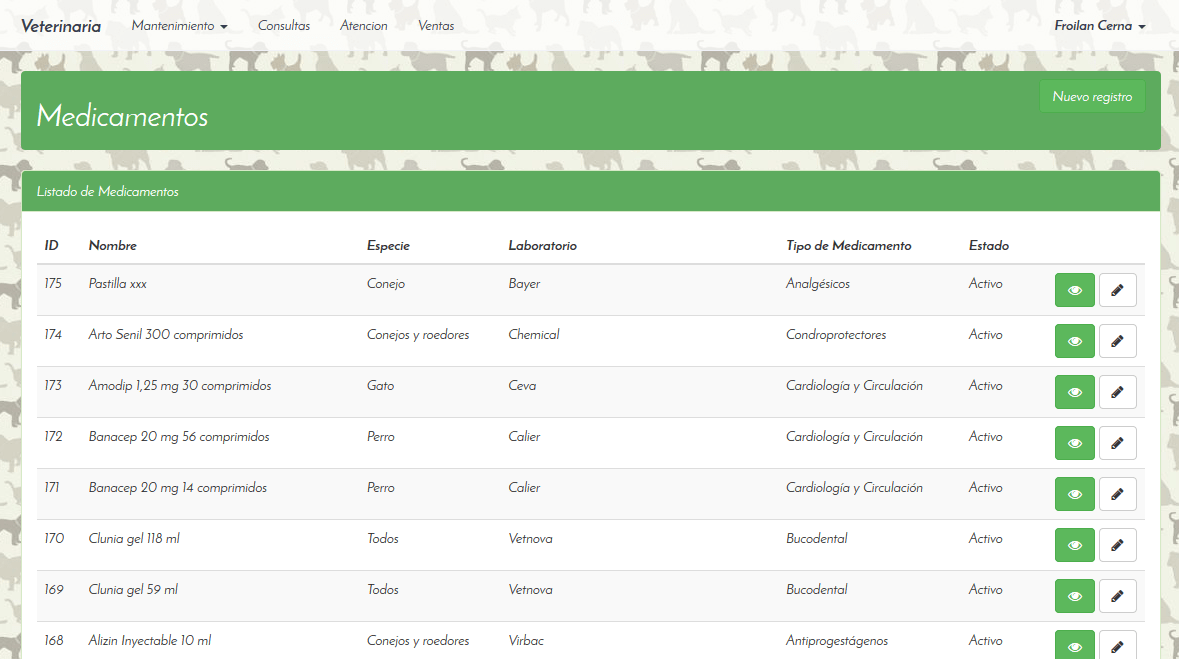 Veterinaria Mantenimiento Consultas Atencion Ventas Froilan Cerna
Nuevo registro
Medicamentos
Listado de Medicamentos
ID Nombre Especie Laboratorio Tipo de Medicamento Estado
175 Pastilla xxx Conejo Bayer Analgésicos Activo
174 Arto Senil 300 comprimidos Conejos y roedores Chemical Condroprotectores Activo
173 Amodip 1,25 mg 30 comprimidos Gato Ceva Cardiología y Circulación Activo
172 Banacep 20 mg 56 comprimidos Perro Calier Cardiología y Circulación Activo
171 Banacep 20 mg 14 comprimidos Perro Calier Cardiología y Circulación Activo
170 Clunia gel 118 ml Todos Vetnova Bucodental Activo
169 Clunia gel 59 ml Todos Vetnova Bucodental Activo
168 Alizin Inyectable 10 ml Conejos y roedores Virbac Antiprogestágenos Activo